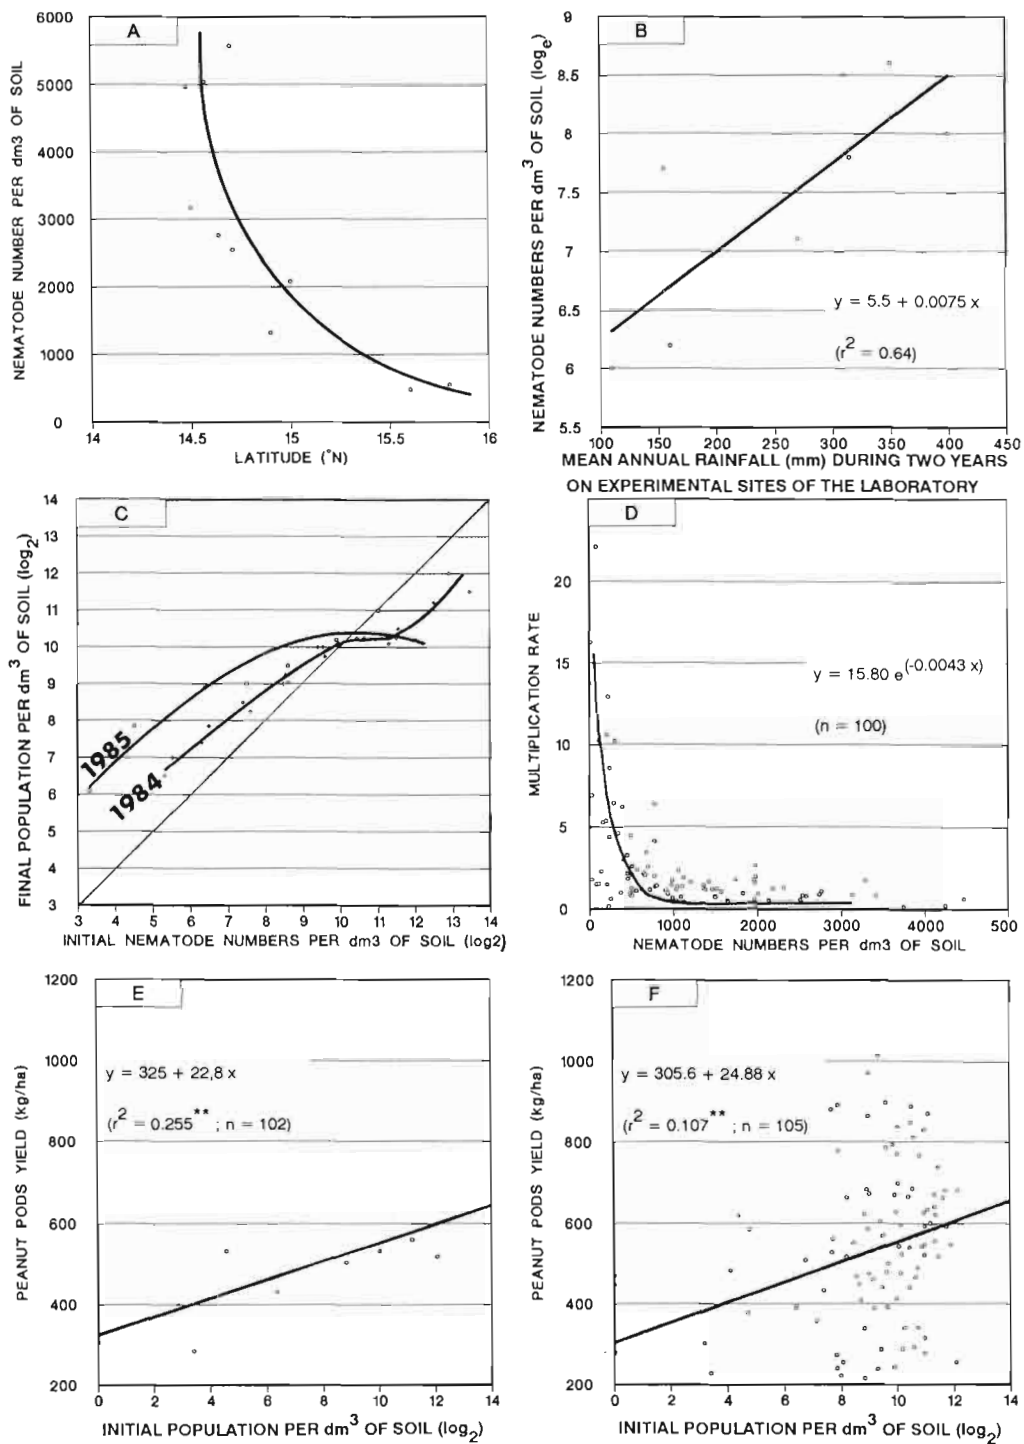 A
NEMATODE NUMBER PER dm3 OF SOIL
6000
5000
4000
3000
2000
1000
0
14
14.5
15
15.5
16
LATITUDE (°N)
B
NEMATODE NUMBERS PER dm³ OF SOIL (log_e)
9
8.5
8
7.5
7
6.5
6
5.5
y = 5.5 + 0.0075 x
(r² = 0.64)
100 150 200 250 300 350 400 450
MEAN ANNUAL RAINFALL (mm) DURING TWO YEARS
ON EXPERIMENTAL SITES OF THE LABORATORY
C
FINAL POPULATION PER dm³ OF SOIL (log_2)
14
13
12
11
10
9
8
7
6
5
4
3
1985
1984
3 4 5 6 7 8 9 10 11 12 13 14
INITIAL NEMATODE NUMBERS PER dm3 OF SOIL (log2)
D
MULTIPLICATION RATE
20
15
10
5
0
y = 15.80 e^(-0.0043 x)
(n = 100)
0 1000 2000 3000 4000 500
NEMATODE NUMBERS PER dm³ OF SOIL
E
PEANUT PODS YIELD (kg/ha)
1200
1000
800
600
400
200
y = 325 + 22,8 x
(r² = 0.255** ; n = 102)
0 2 4 6 8 10 12 14
INITIAL POPULATION PER dm³ OF SOIL (log_2)
F
PEANUT PODS YIELD (kg/ha)
1200
1000
800
600
400
200
y = 305.6 + 24.88 x
(r² = 0.107** ; n = 105)
0 2 4 6 8 10 12 14
INITIAL POPULATION PER dm³ OF SOIL (log_2)